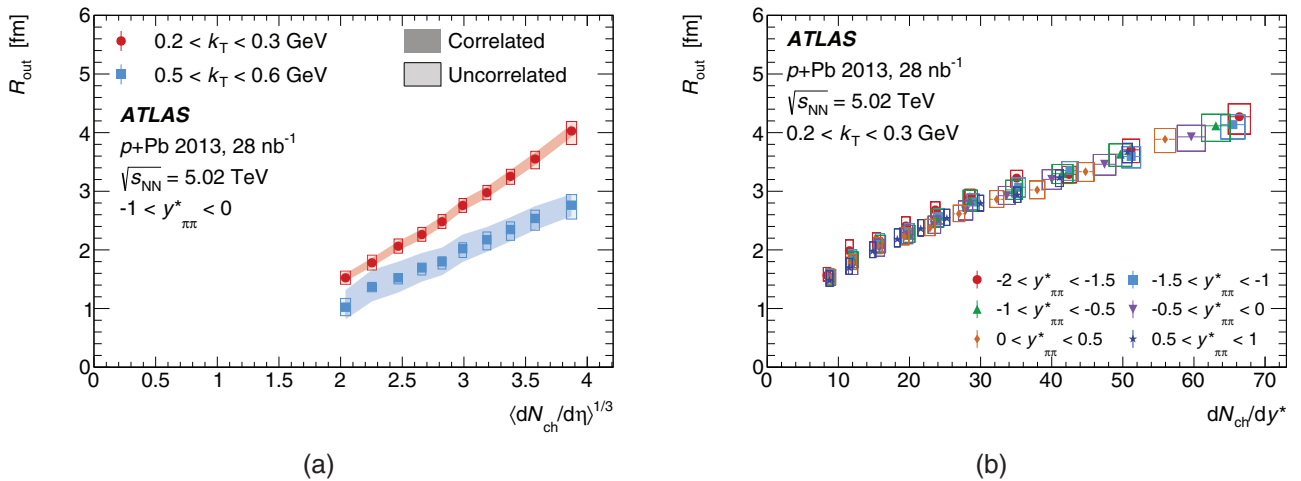 R_out [fm]
6
5
4
3
2
1
0
0.2 < k_T < 0.3 GeV
0.5 < k_T < 0.6 GeV
Correlated
Uncorrelated
ATLAS
p+Pb 2013, 28 nb⁻¹
√s_NN = 5.02 TeV
-1 < y*_ππ < 0
0 0.5 1 1.5 2 2.5 3 3.5 4
⟨dN_ch/dη⟩^1/3
(a)
R_out [fm]
6
5
4
3
2
1
0
ATLAS
p+Pb 2013, 28 nb⁻¹
√s_NN = 5.02 TeV
0.2 < k_T < 0.3 GeV
-2 < y*_ππ < -1.5
-1.5 < y*_ππ < -1
-1 < y*_ππ < -0.5
-0.5 < y*_ππ < 0
0 < y*_ππ < 0.5
0.5 < y*_ππ < 1
0 10 20 30 40 50 60 70
dN_ch/dy*
(b)